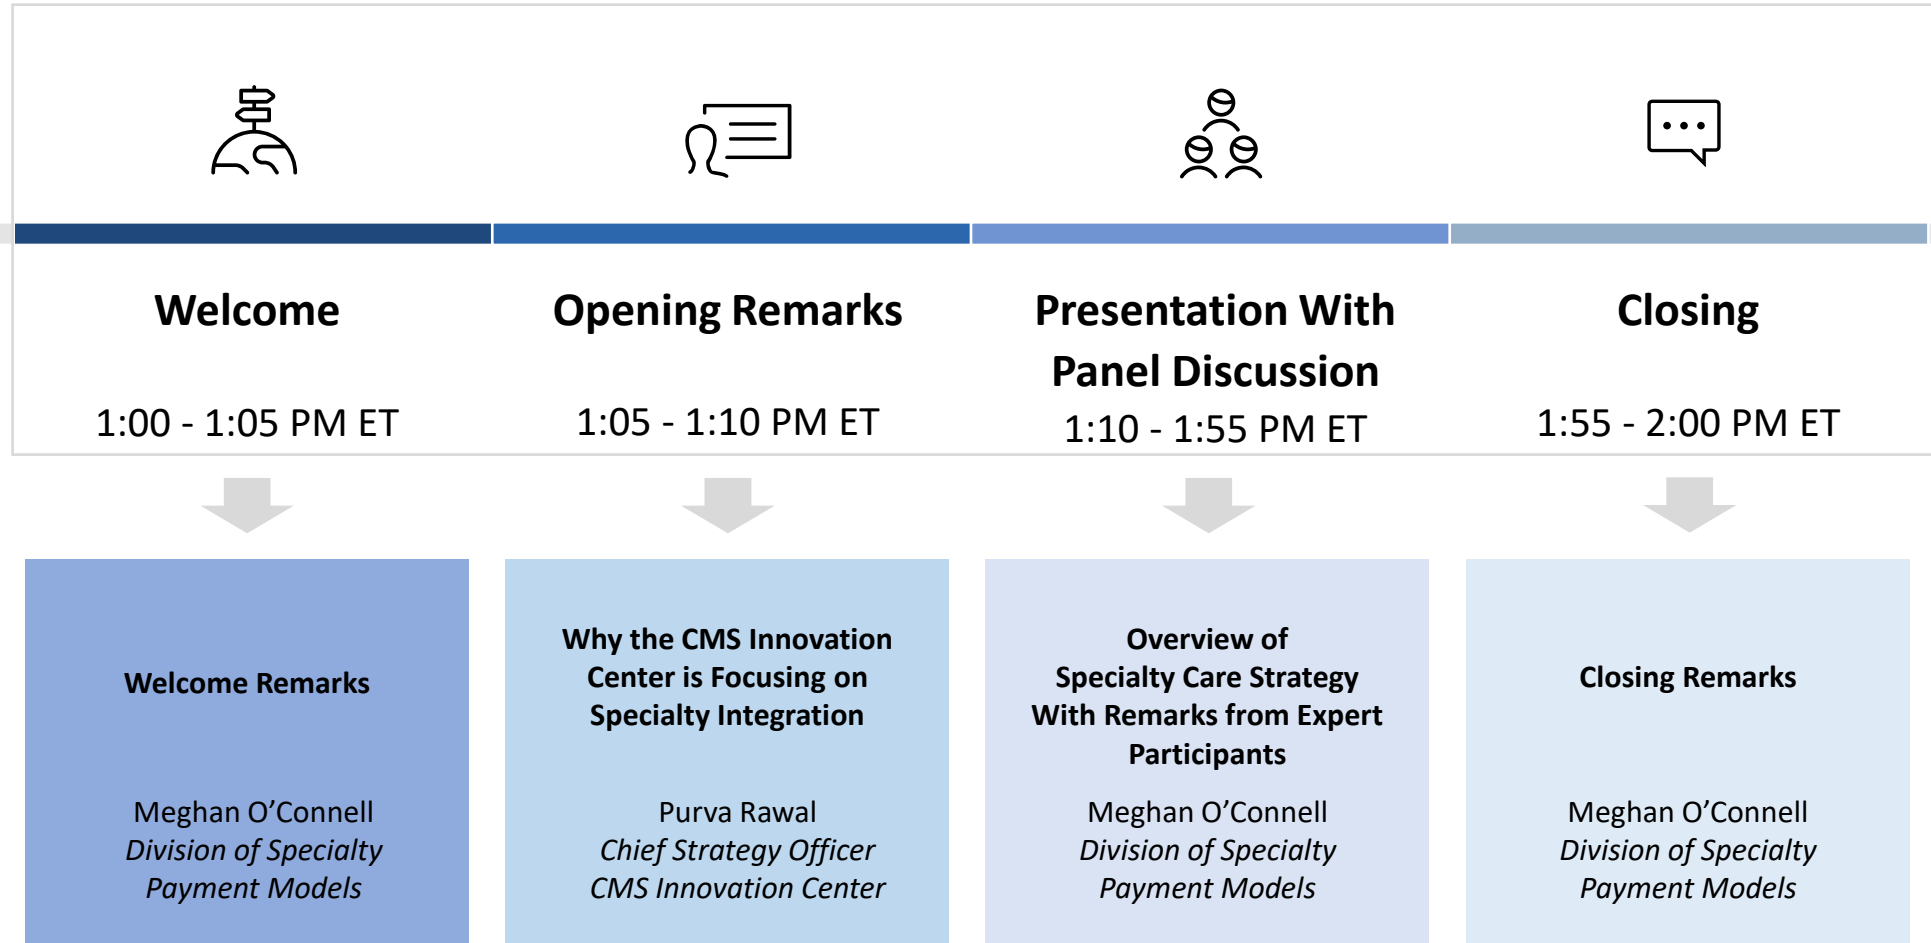 Welcome
1:00 - 1:05 PM ET
Opening Remarks
1:05 - 1:10 PM ET
Presentation With
Panel Discussion
1:10 - 1:55 PM ET
Closing
1:55 - 2:00 PM ET
Welcome Remarks
Meghan O’Connell
Division of Specialty
Payment Models
Why the CMS Innovation
Center is Focusing on
Specialty Integration
Purva Rawal
Chief Strategy Officer
CMS Innovation Center
Overview of
Specialty Care Strategy
With Remarks from Expert
Participants
Meghan O’Connell
Division of Specialty
Payment Models
Closing Remarks
Meghan O’Connell
Division of Specialty
Payment Models